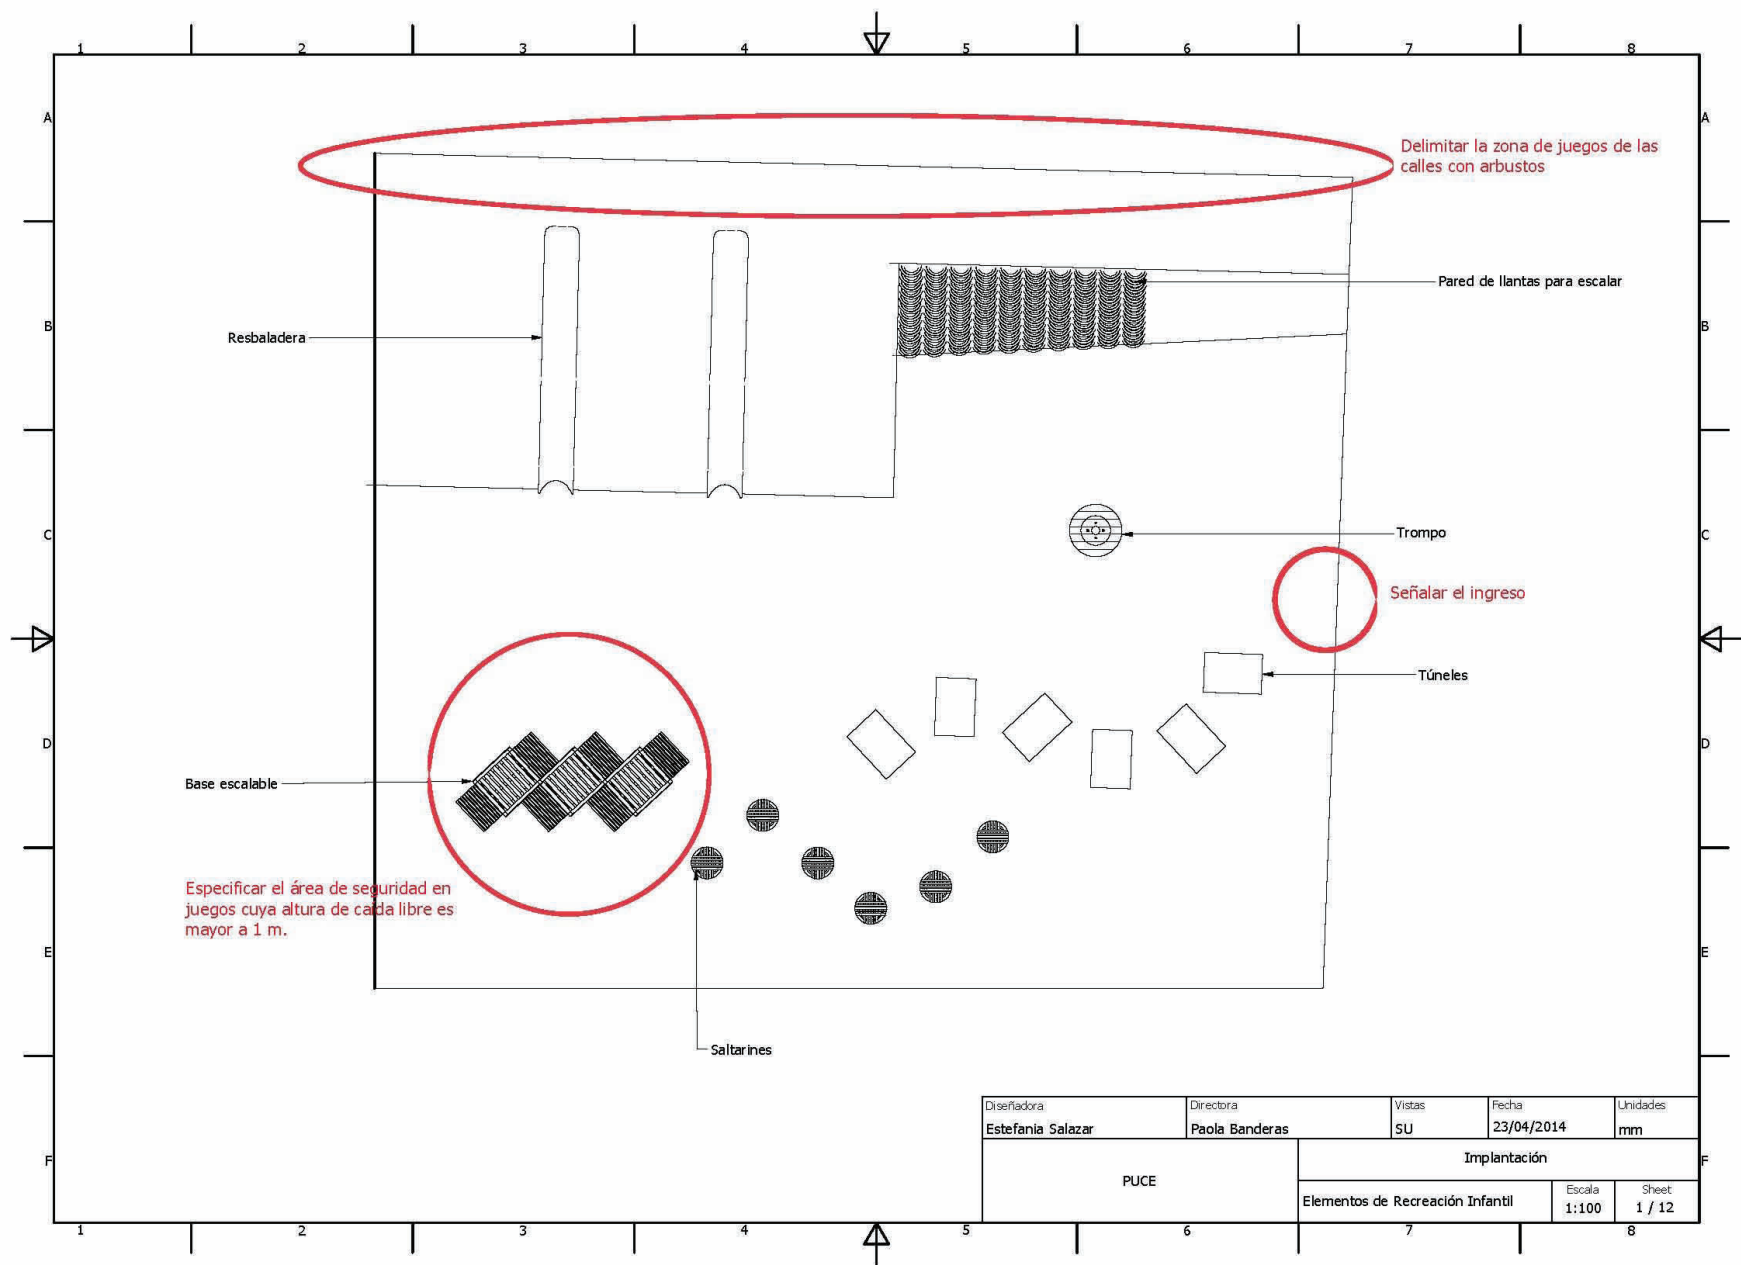 1 2 3 4 5 6 7 8
A A
Delimitar la zona de juegos de las
calles con arbustos
Pared de llantas para escalar
B B
Resbaladera
Trompo
C C
Señalar el ingreso
Túneles
D D
Base escalable
Especificar el área de seguridad en
juegos cuya altura de caída libre es
mayor a 1 m.
E E
Saltarines
Diseñadora Directora Vistas Fecha Unidades
Estefania Salazar Paola Banderas SU 23/04/2014 mm
F F
Implantación
PUCE
Elementos de Recreación Infantil
Escala Sheet
1:100 1 / 12
1 2 3 4 5 6 7 8